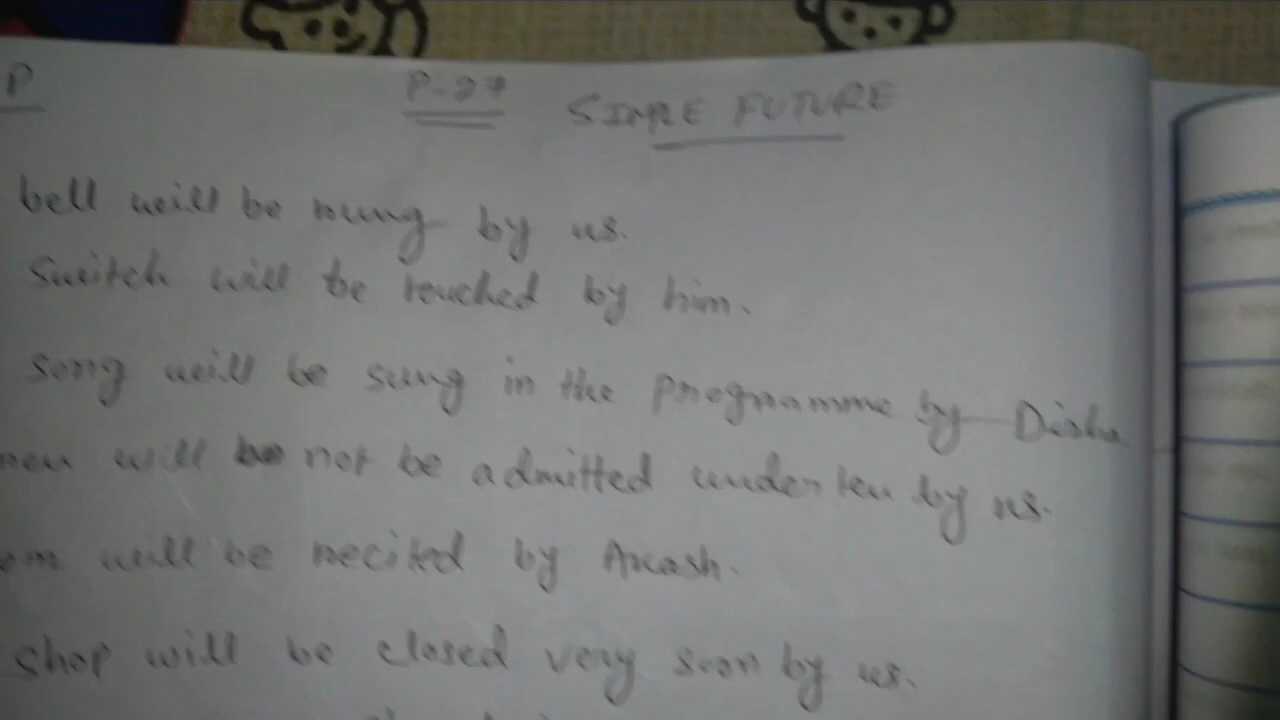 P P-27 SIMPLE FUTURE
bell will be rung by us.
Switch will be touched by him.
song will be sung in the programme by Disha
will not be admitted under ten by us.
will be recited by Akash.
shop will be closed very soon by us.